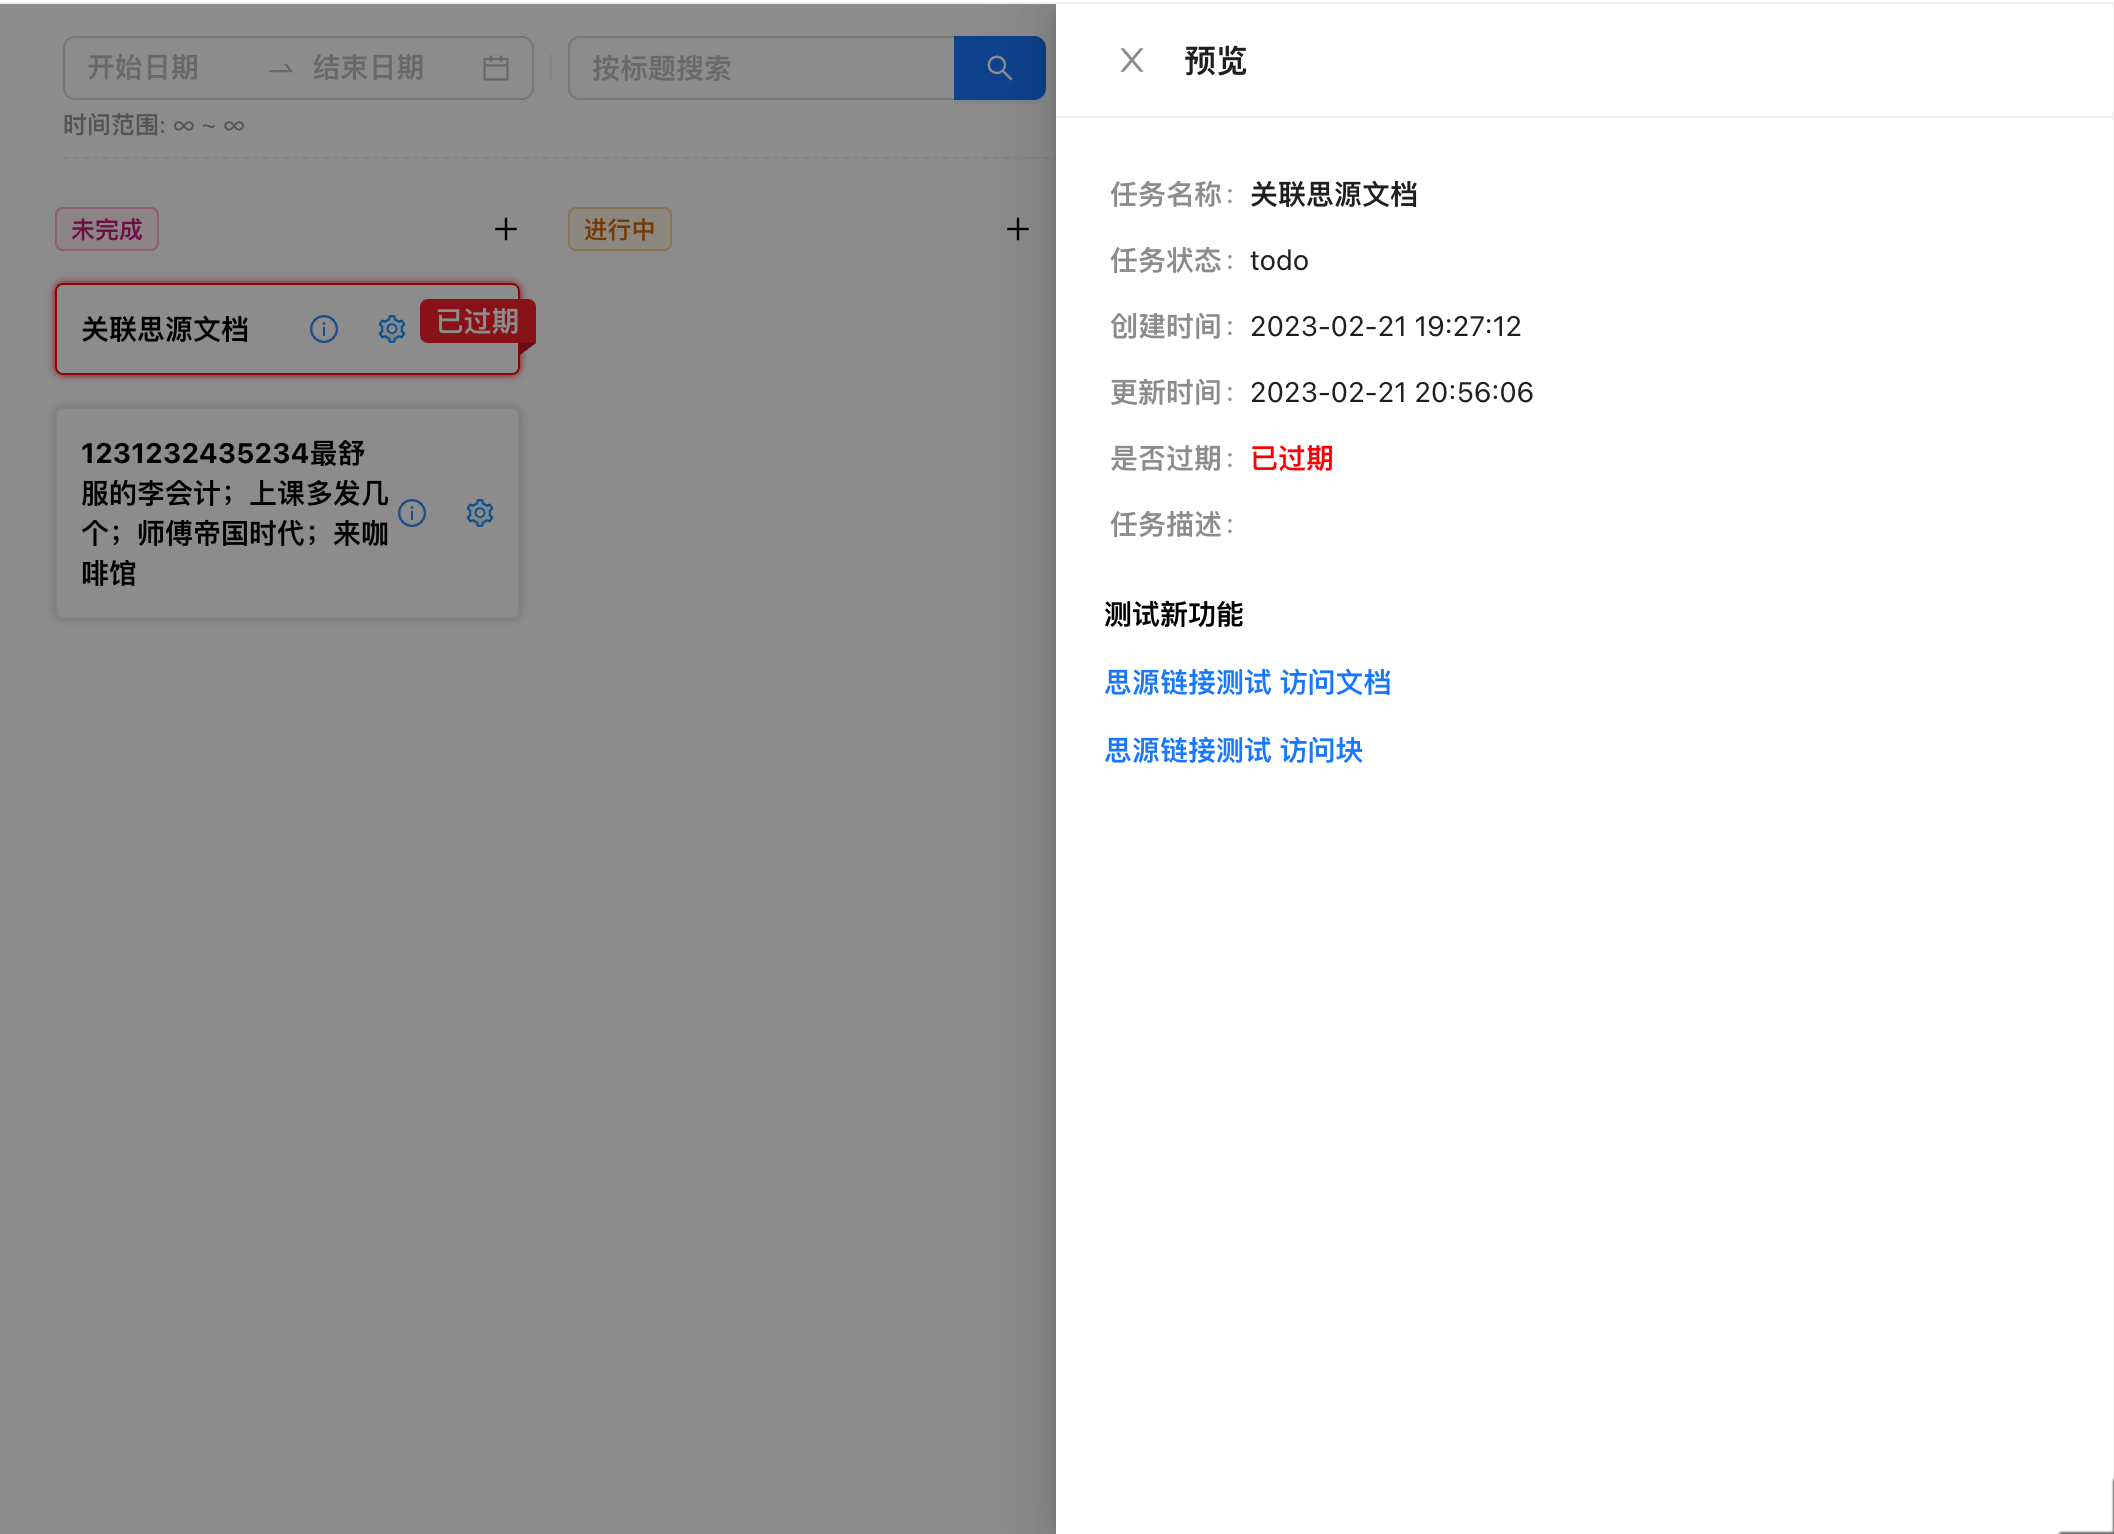 开始日期 → 结束日期
按标题搜索
时间范围: ∞ ~ ∞
未完成
进行中
关联思源文档
已过期
1231232435234最舒
服的李会计；上课多发几
个；师傅帝国时代；来咖
啡馆
预览
任务名称: 关联思源文档
任务状态: todo
创建时间: 2023-02-21 19:27:12
更新时间: 2023-02-21 20:56:06
是否过期: 已过期
任务描述:
测试新功能
思源链接测试 访问文档
思源链接测试 访问块